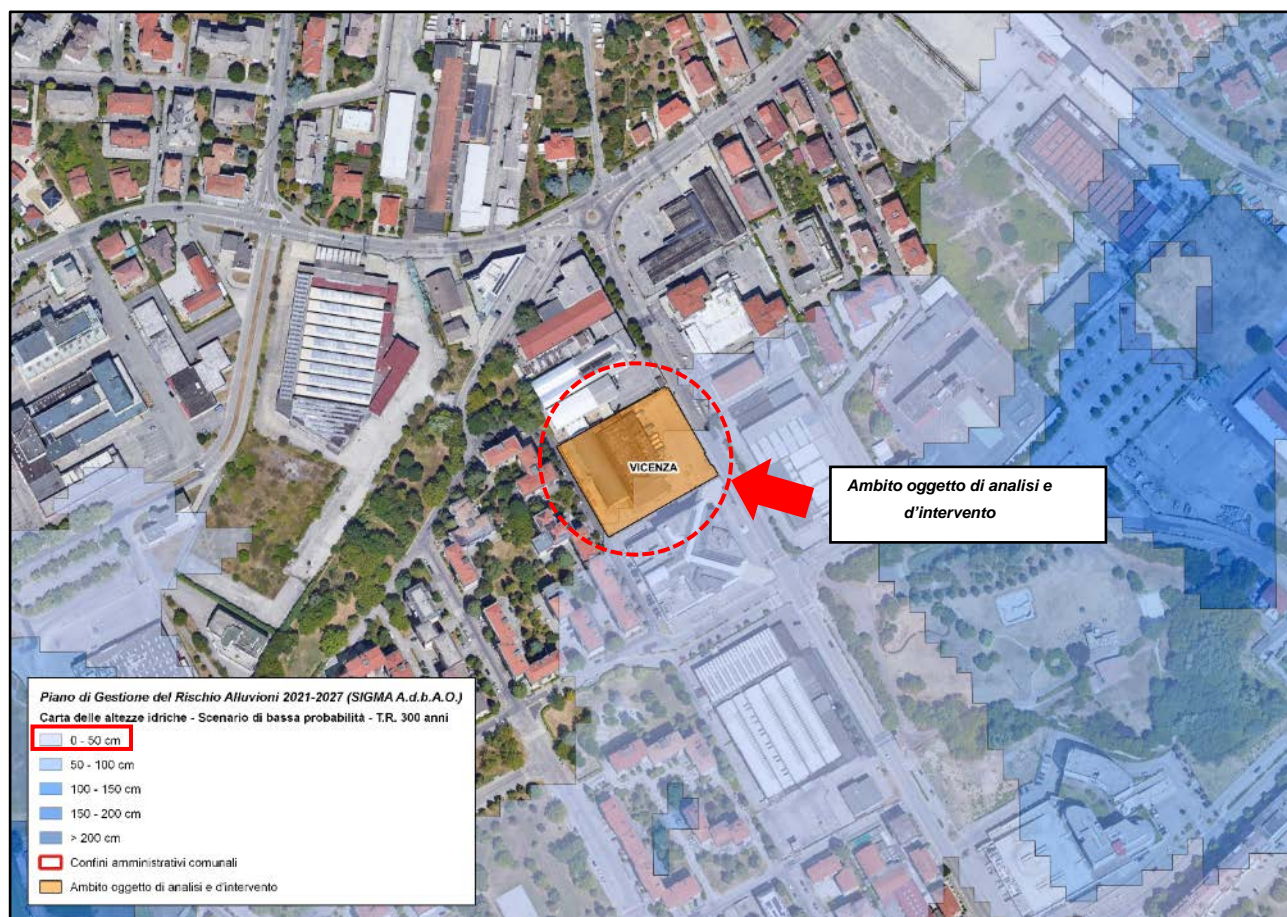 VICENZA
Ambito oggetto di analisi e
d'intervento
Piano di Gestione del Rischio Alluvioni 2021-2027 (SIGMA A.d.b.A.O.)
Carta delle altezze idriche - Scenario di bassa probabilità - T.R. 300 anni
0 - 50 cm
50 - 100 cm
100 - 150 cm
150 - 200 cm
> 200 cm
Confini amministrativi comunali
Ambito oggetto di analisi e d'intervento